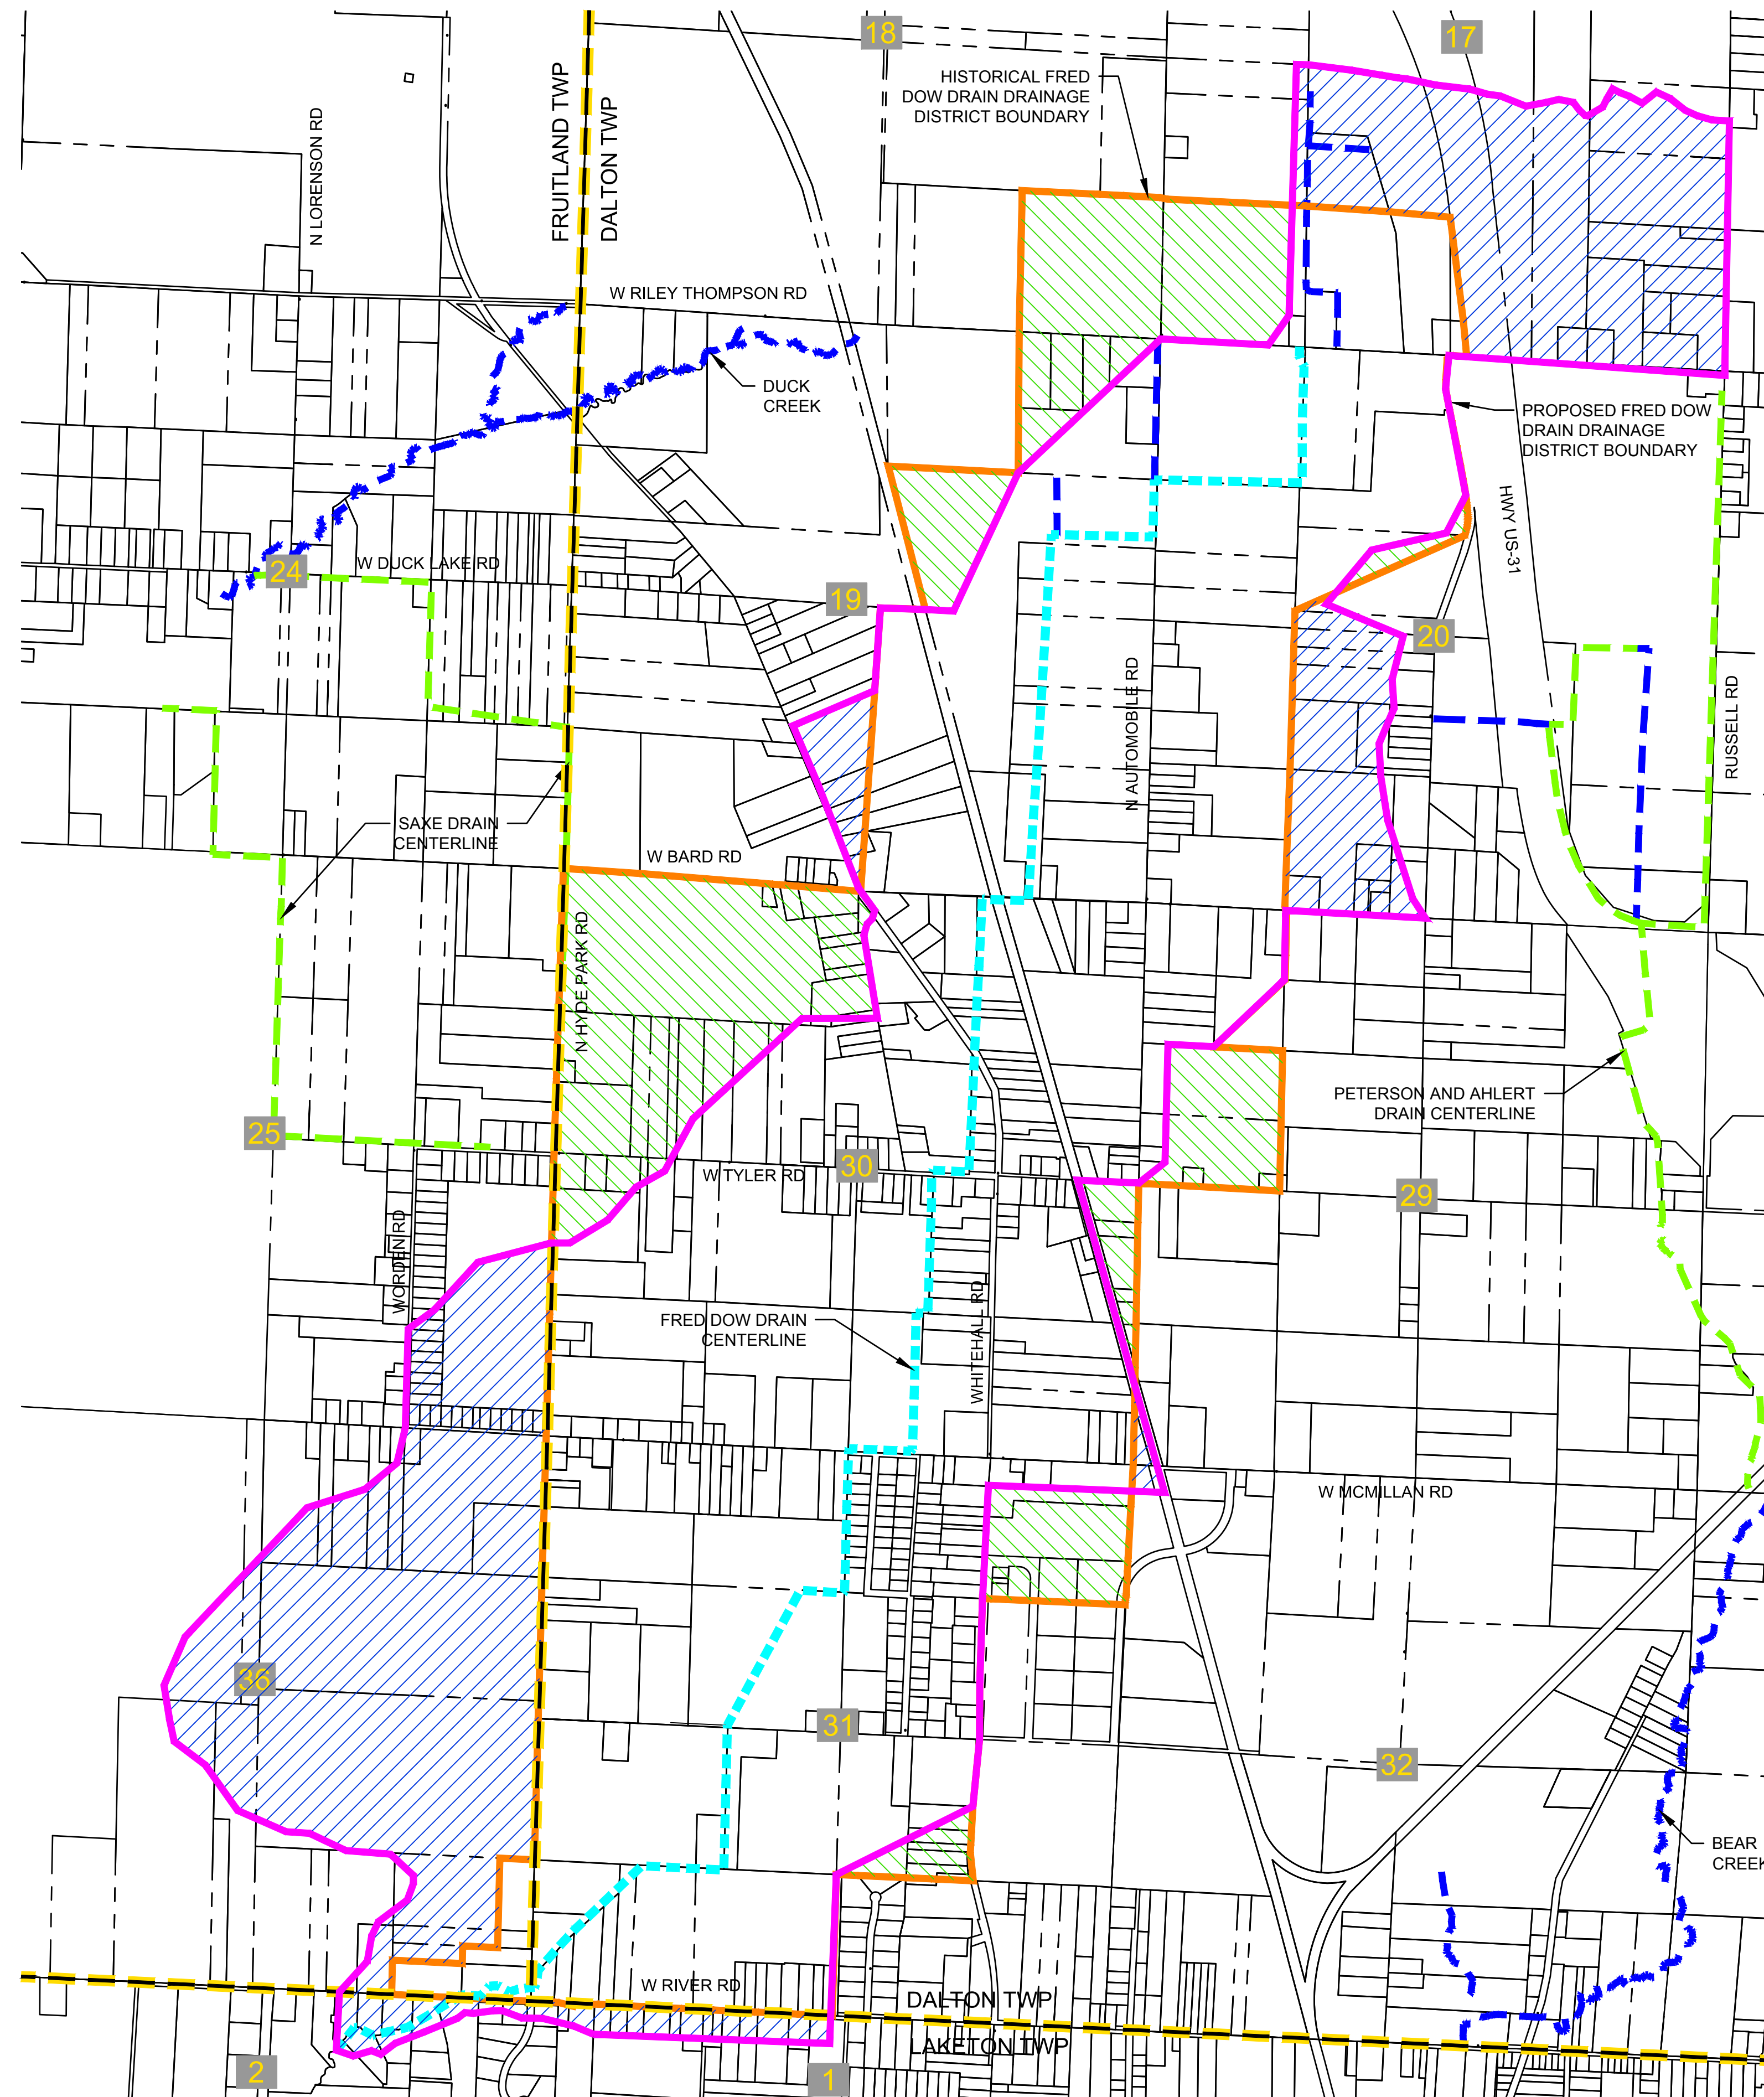 18
17
HISTORICAL FRED
DOW DRAIN DRAINAGE
DISTRICT BOUNDARY
FRUITLAND TWP
DALTON TWP
N LORENSON RD
W RILEY THOMPSON RD
DUCK
CREEK
PROPOSED FRED DOW
DRAIN DRAINAGE
DISTRICT BOUNDARY
HWY US-31
24
W DUCK LAKE RD
19
20
N AUTOMOBILE RD
RUSSELL RD
SAXE DRAIN
CENTERLINE
W BARD RD
N HYDE PARK RD
PETERSON AND AHLERT
DRAIN CENTERLINE
25
W TYLER RD
30
29
WORDEN RD
FRED DOW DRAIN
CENTERLINE
WHITEHALL RD
W MCMILLAN RD
36
31
32
BEAR
CREEK
W RIVER RD
DALTON TWP
LAKETON TWP
2
1